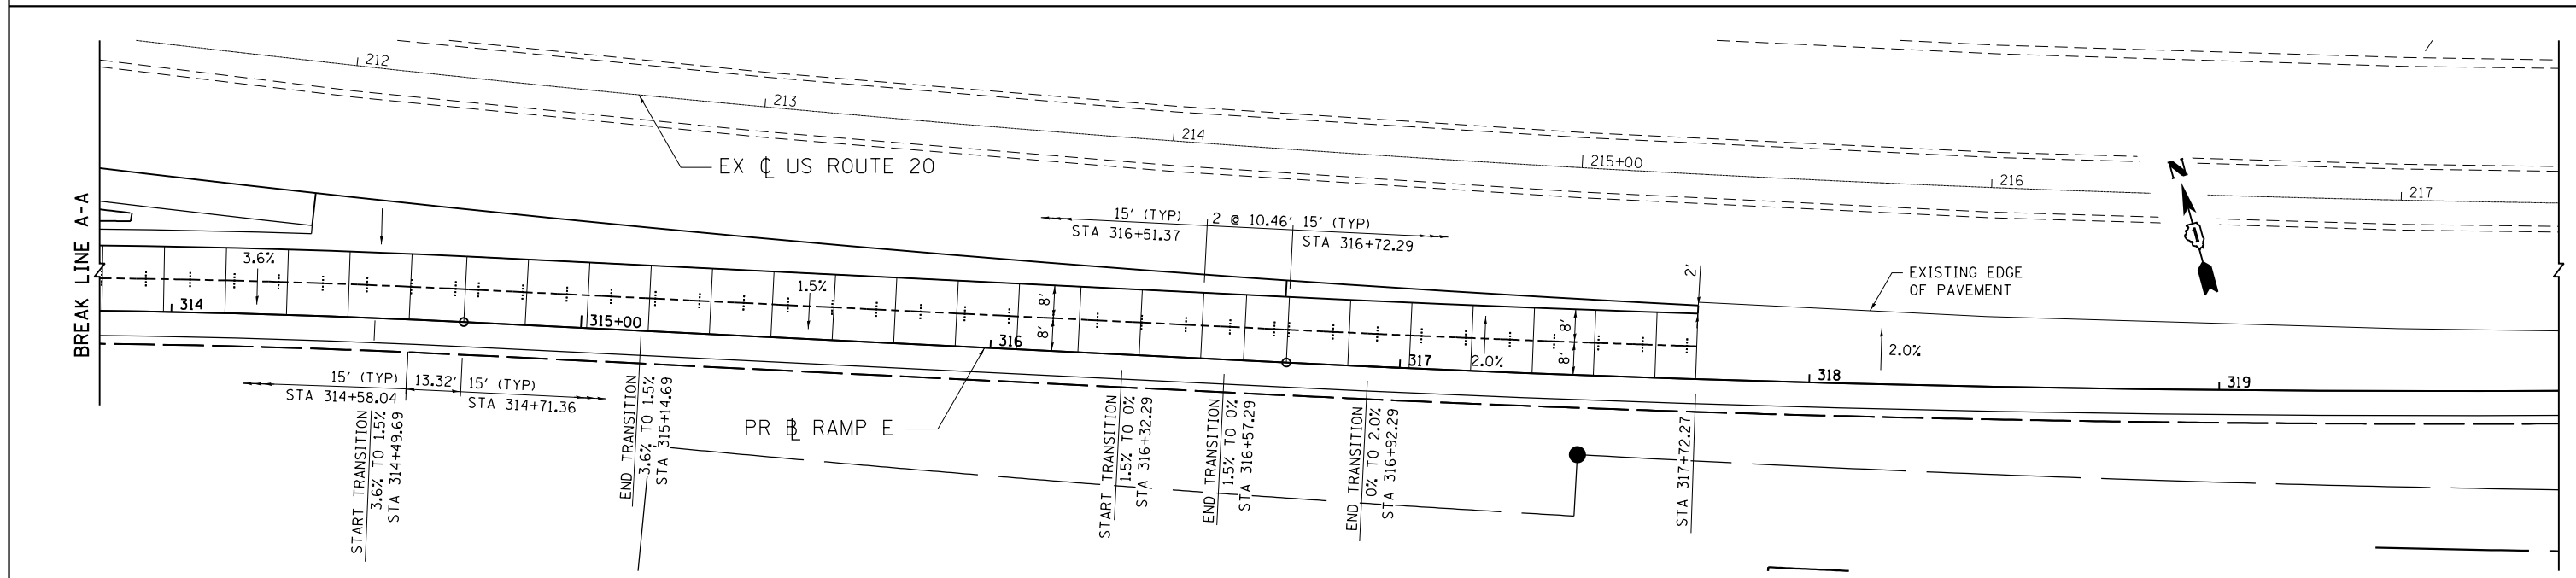 212
213
214
215+00
216
217
EX ℄ US ROUTE 20
N
BREAK LINE A-A
15' (TYP)
2 @ 10.46'
15' (TYP)
STA 316+51.37
STA 316+72.29
2'
EXISTING EDGE
OF PAVEMENT
3.6%
1.5%
8'
8'
8'
8'
2.0%
2.0%
314
315+00
316
317
318
319
15' (TYP)
13.32'
15' (TYP)
STA 314+58.04
STA 314+71.36
PR BL RAMP E
START TRANSITION
3.6% TO 1.5%
STA 314+49.69
END TRANSITION
3.6% TO 1.5%
STA 315+14.69
START TRANSITION
1.5% TO 0%
STA 316+32.29
END TRANSITION
1.5% TO 0%
STA 316+57.29
END TRANSITION
0% TO 2.0%
STA 316+92.29
STA 317+72.27